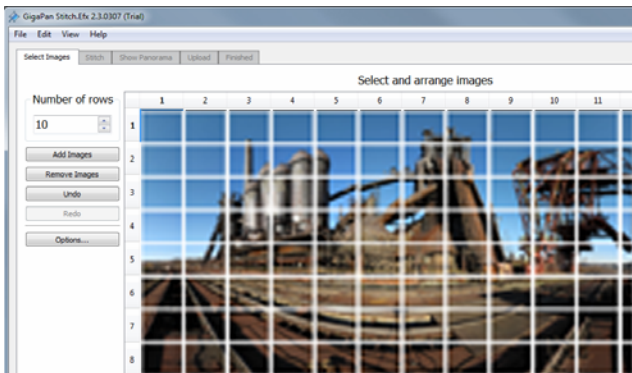 GigaPan Stitch.Efx 2.3.0307 (Trial)
File Edit View Help
Select Images Stitch Show Panorama Upload Finished
Select and arrange images
Number of rows
10
Add Images
Remove Images
Undo
Redo
Options...
1 2 3 4 5 6 7 8 9 10 11
1
2
3
4
5
6
7
8